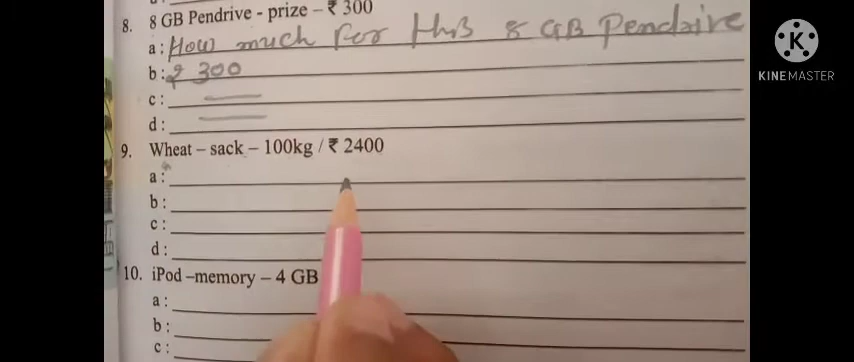 8. 8 GB Pendrive - prize – ₹ 300
a : How much for this 8 GB Pendrive
b : ₹ 300
c :
d :
9. Wheat – sack – 100kg / ₹ 2400
a :
b :
c :
d :
10. iPod –memory – 4 GB
a :
b :
c :
K
KINEMASTER